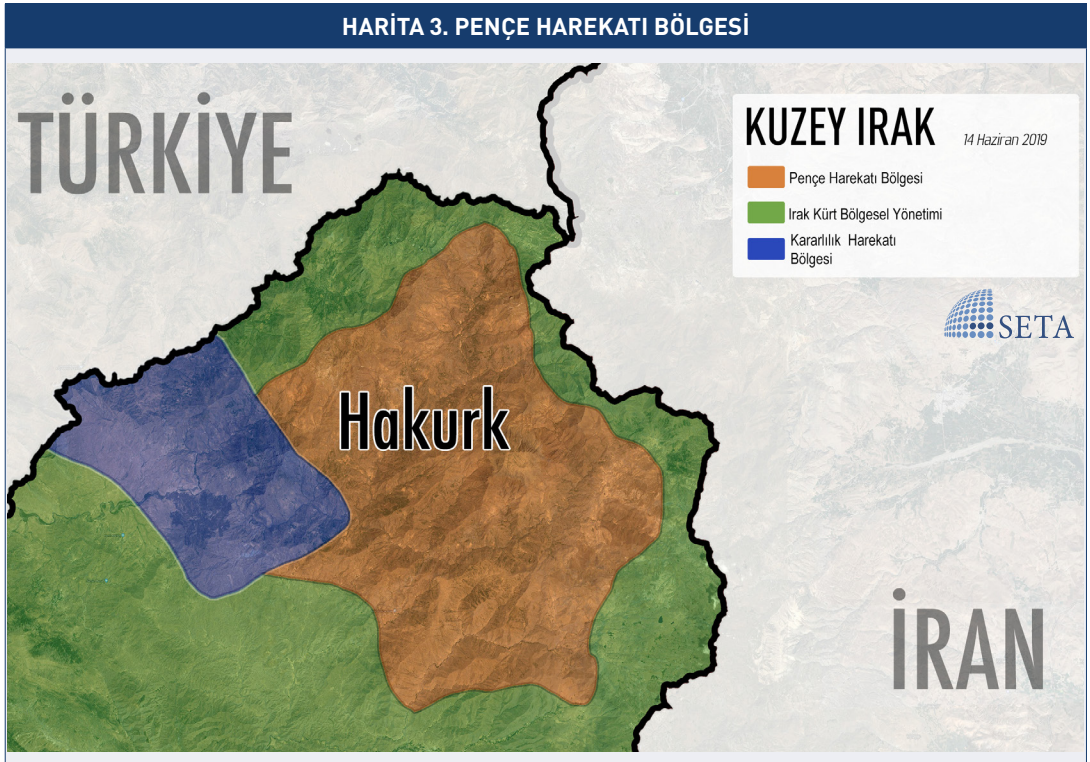 HARİTA 3. PENÇE HAREKATI BÖLGESİ
TÜRKİYE
KUZEY IRAK 14 Haziran 2019
Pençe Harekatı Bölgesi
Irak Kürt Bölgesel Yönetimi
Kararlılık Harekatı
Bölgesi
SETA
Hakurk
İRAN